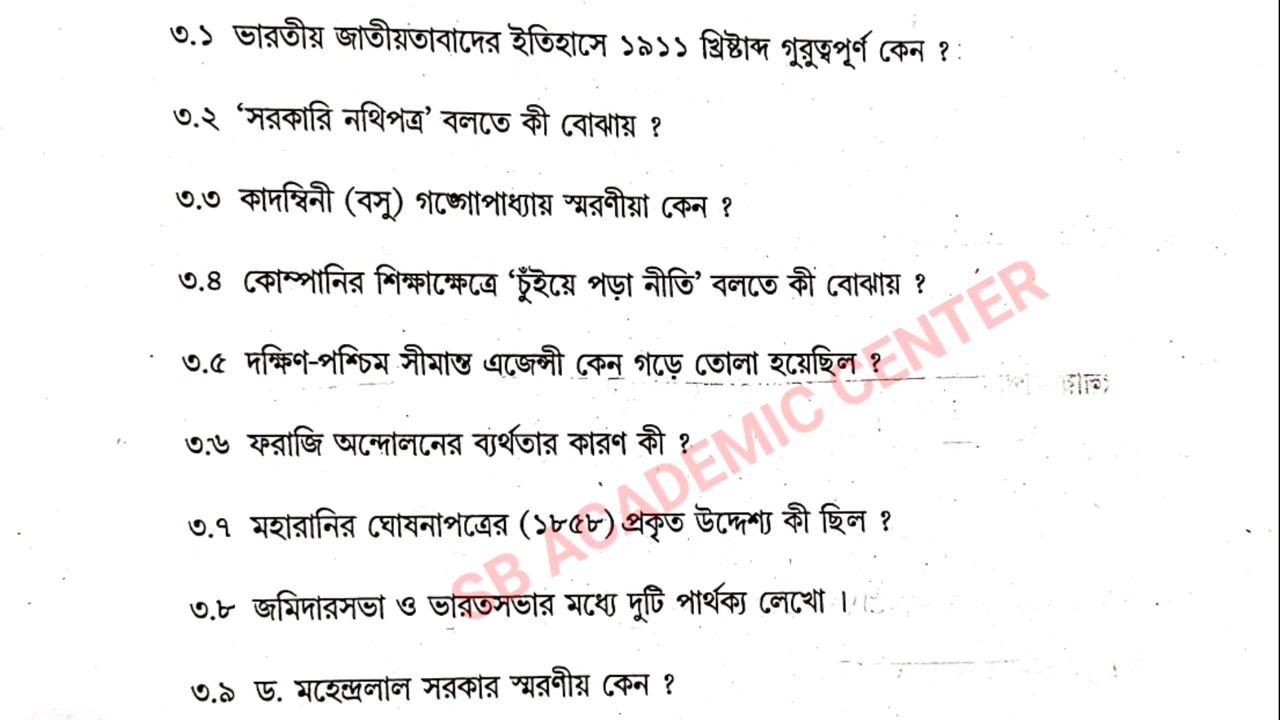 ৩.১ ভারতীয় জাতীয়তাবাদের ইতিহাসে ১৯১১ খ্রিষ্টাব্দ গুরুত্বপূর্ণ কেন ?
৩.২ ‘সরকারি নথিপত্র’ বলতে কী বোঝায় ?
৩.৩ কাদম্বিনী (বসু) গঙ্গোপাধ্যায় স্মরণীয়া কেন ?
৩.৪ কোম্পানির শিক্ষাক্ষেত্রে ‘চুঁইয়ে পড়া নীতি’ বলতে কী বোঝায় ?
৩.৫ দক্ষিণ-পশ্চিম সীমান্ত এজেন্সী কেন গড়ে তোলা হয়েছিল ?
৩.৬ ফরাজি অন্দোলনের ব্যর্থতার কারণ কী ?
৩.৭ মহারানির ঘোষনাপত্রের (১৮৫৮) প্রকৃত উদ্দেশ্য কী ছিল ?
৩.৮ জমিদারসভা ও ভারতসভার মধ্যে দুটি পার্থক্য লেখো ।
৩.৯ ড. মহেন্দ্রলাল সরকার স্মরণীয় কেন ?
SB ACADEMIC CENTER